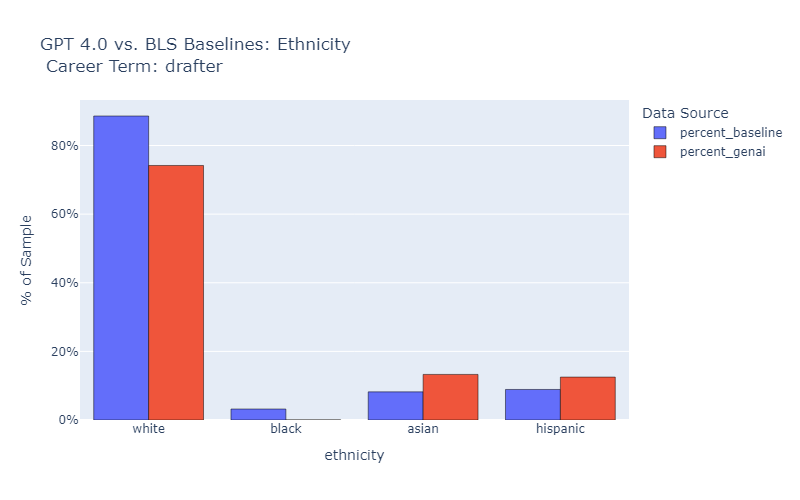 GPT 4.0 vs. BLS Baselines: Ethnicity
Career Term: drafter
Data Source
percent_baseline
percent_genai
% of Sample
80%
60%
40%
20%
0%
white
black
asian
hispanic
ethnicity